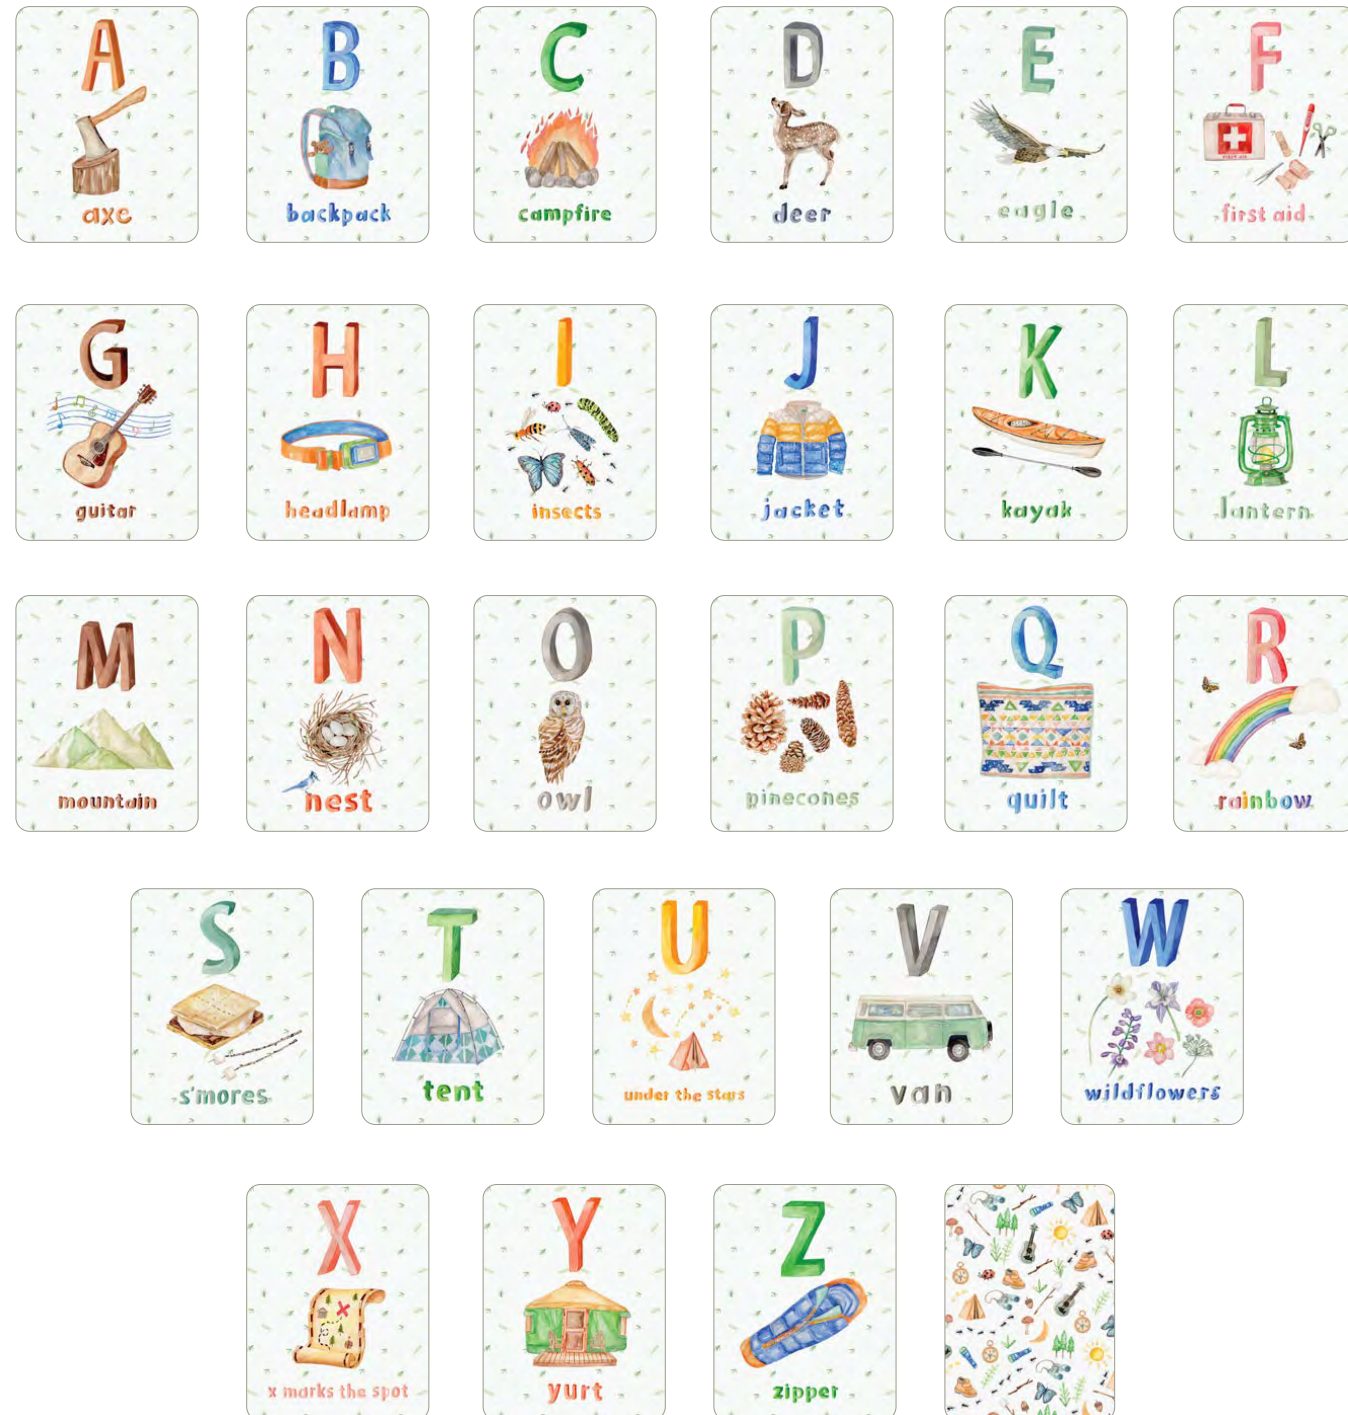 A
axe
B
backpack
C
campfire
D
deer
E
eagle
F
first aid
G
guitar
H
headlamp
I
insects
J
jacket
K
kayak
L
lantern
M
mountain
N
nest
O
owl
P
pinecones
Q
quilt
R
rainbow
S
s'mores
T
tent
U
under the stars
V
van
W
wildflowers
X
x marks the spot
Y
yurt
Z
zipper